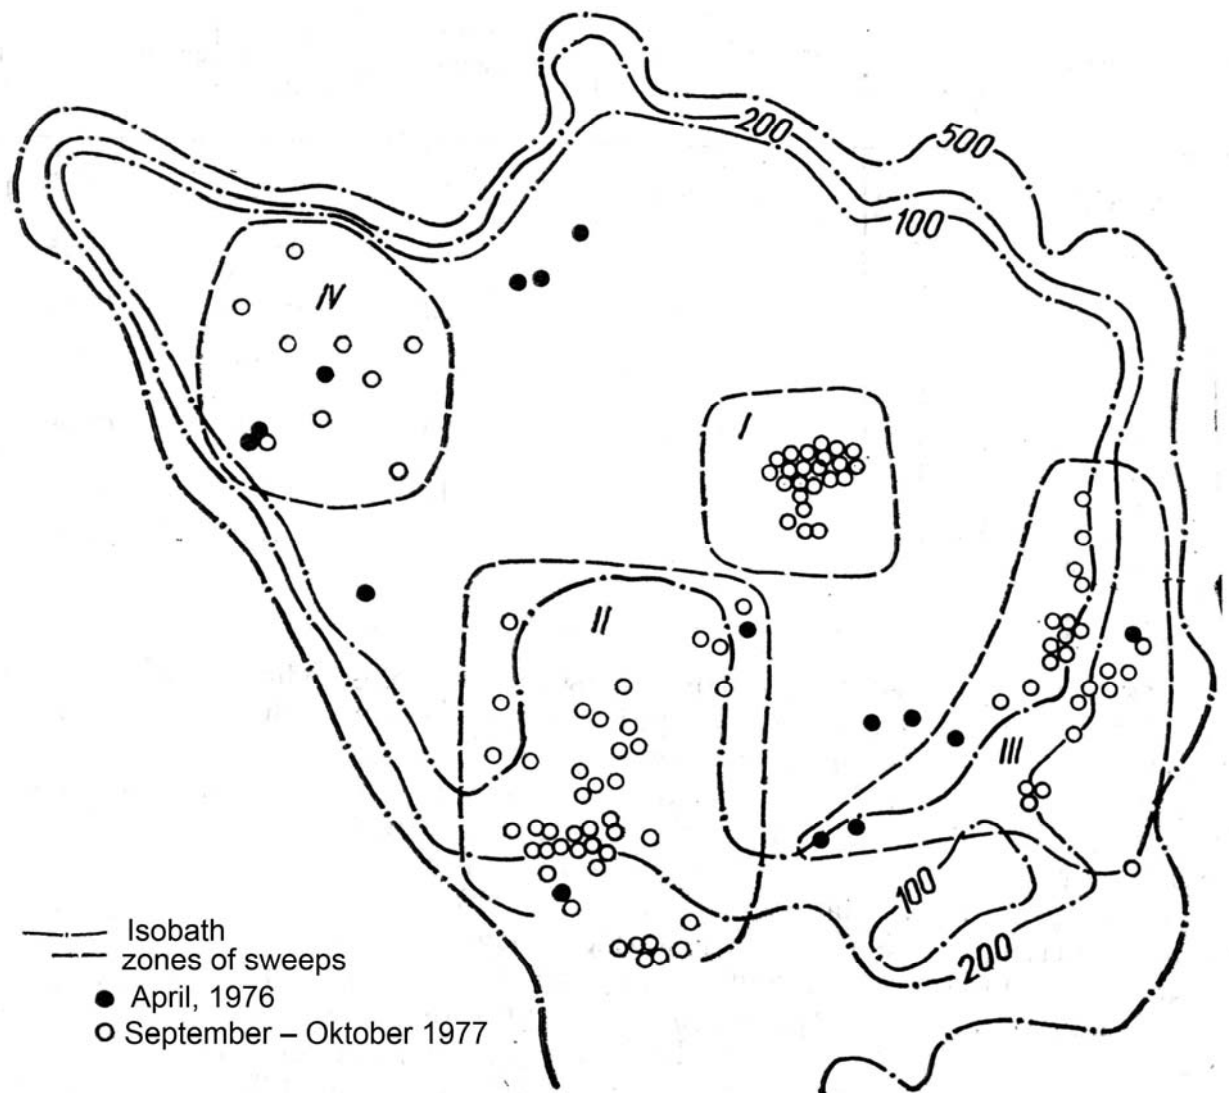 200
500
100
IV
I
II
III
100
200
Isobath
zones of sweeps
April, 1976
September – Oktober 1977